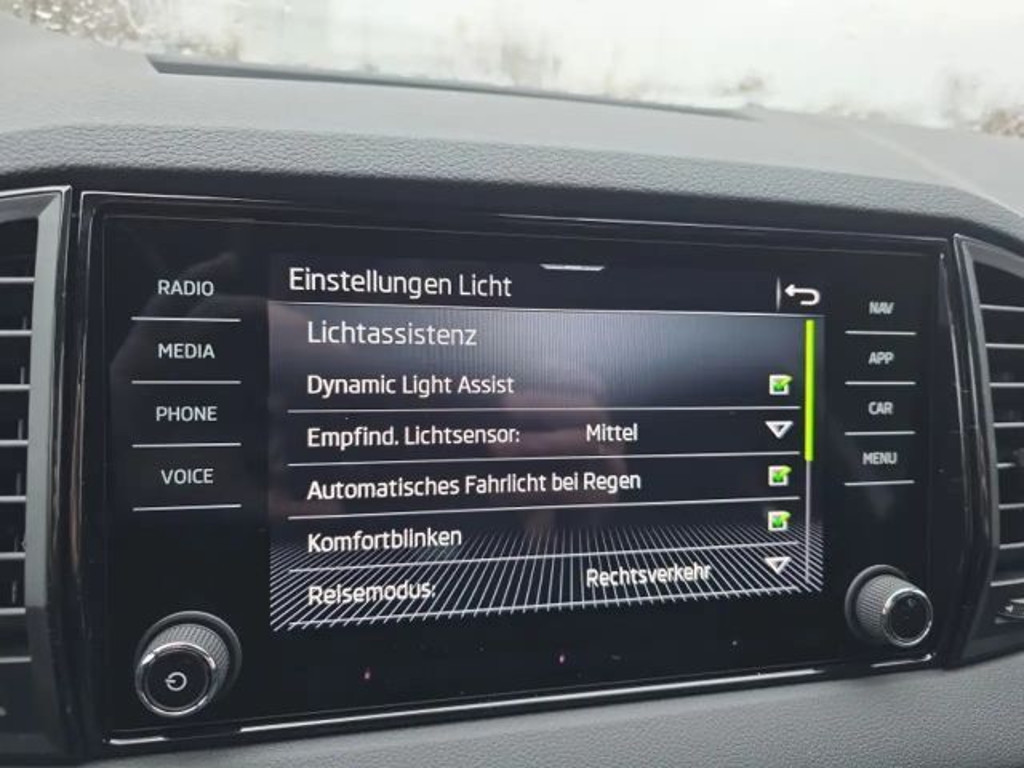 RADIO
MEDIA
PHONE
VOICE
Einstellungen Licht
Lichtassistenz
Dynamic Light Assist
Empfind. Lichtsensor: Mittel
Automatisches Fahrlicht bei Regen
Komfortblinken
Reisemodus: Rechtsverkehr
NAV
APP
CAR
MENU